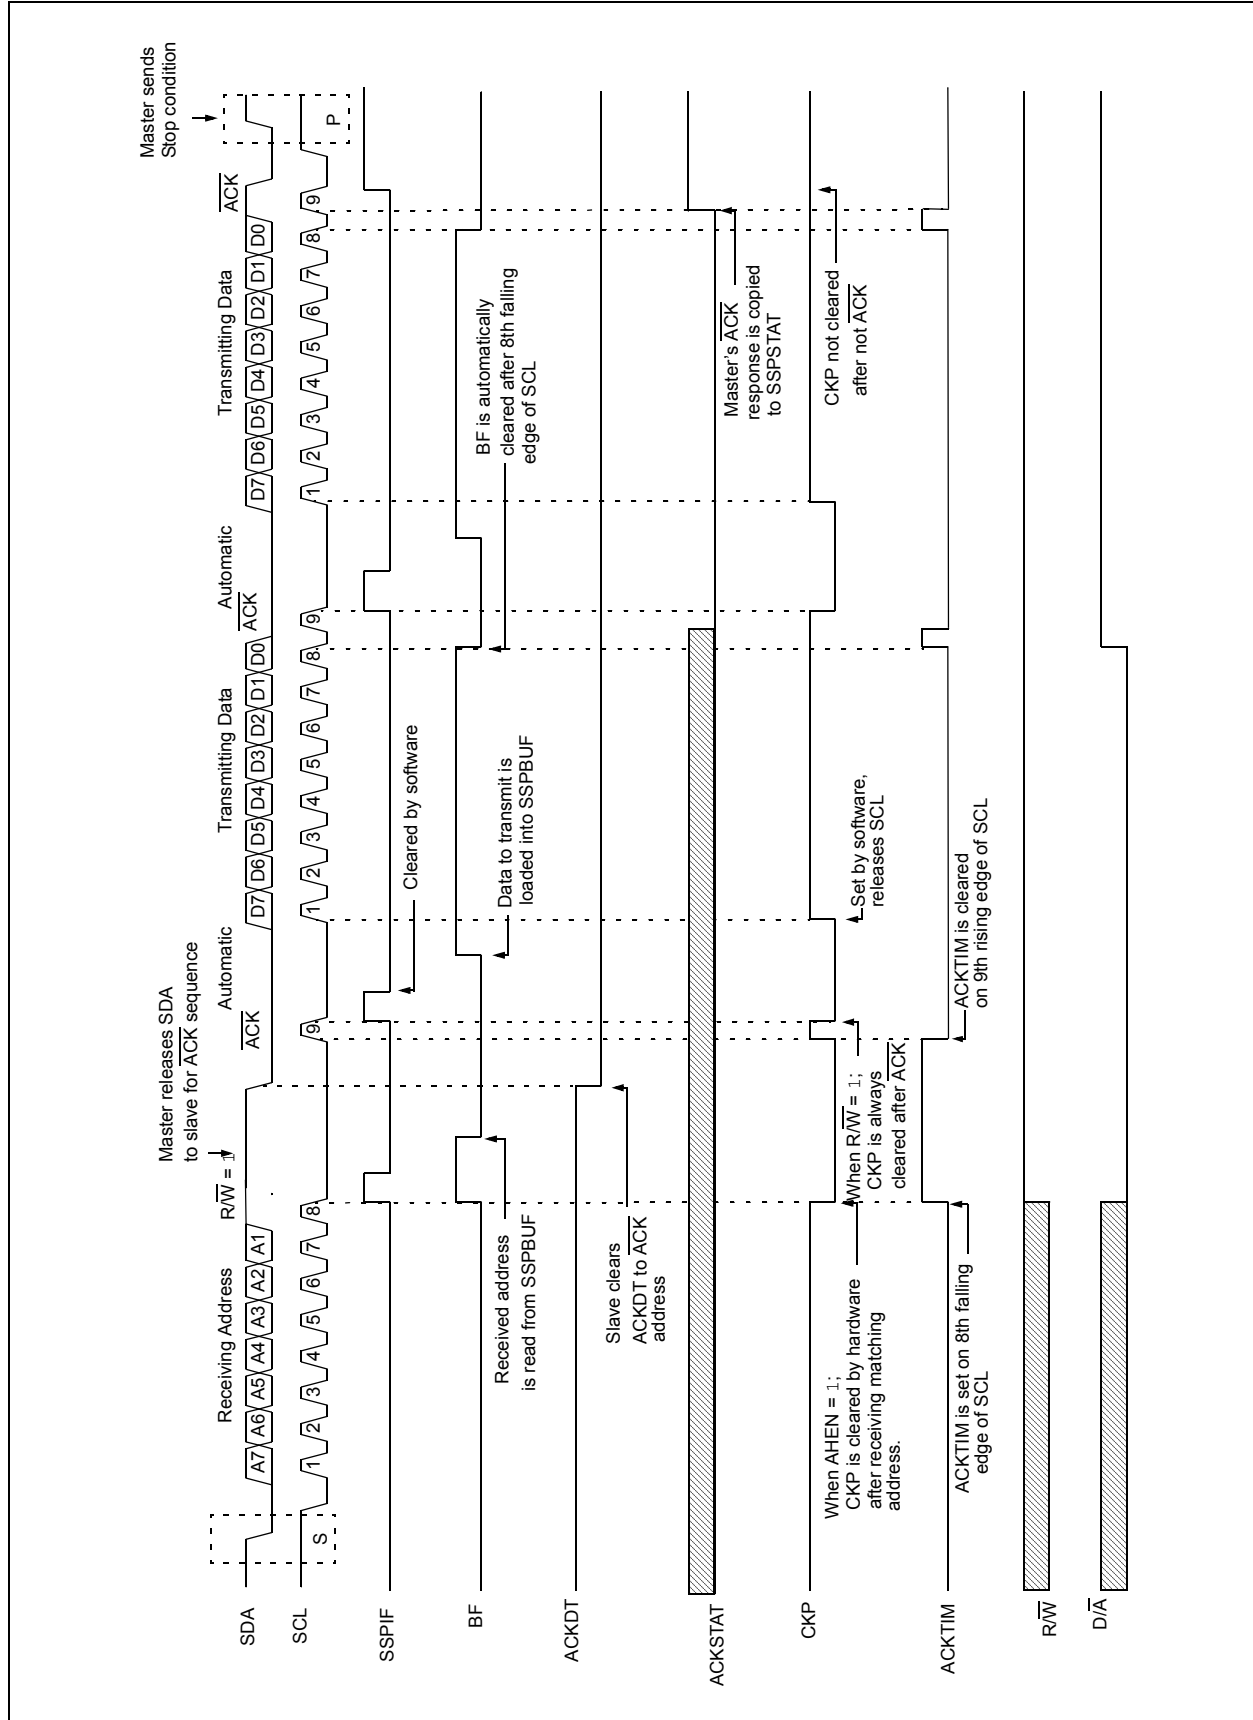 Master releases SDA
to slave for A̅C̅K̅ sequence
Master sends
Stop condition
Receiving Address
R/W̅ = 1
Automatic
Transmitting Data
Automatic
Transmitting Data
A̅C̅K̅
A̅C̅K̅
A̅C̅K̅
SDA
A7 A6 A5 A4 A3 A2 A1
D7 D6 D5 D4 D3 D2 D1 D0
D7 D6 D5 D4 D3 D2 D1 D0
SCL
S
1 2 3 4 5 6 7 8 9
1 2 3 4 5 6 7 8 9
1 2 3 4 5 6 7 8 9
P
SSPIF
Cleared by software
BF
Received address
is read from SSPBUF
Data to transmit is
loaded into SSPBUF
BF is automatically
cleared after 8th falling
edge of SCL
ACKDT
Slave clears
ACKDT to A̅C̅K̅
address
ACKSTAT
Master's A̅C̅K̅
response is copied
to SSPSTAT
CKP
When AHEN = 1;
CKP is cleared by hardware
after receiving matching
address.
When R/W̅ = 1;
CKP is always
cleared after A̅C̅K̅
Set by software,
releases SCL
CKP not cleared
after not A̅C̅K̅
ACKTIM
ACKTIM is set on 8th falling
edge of SCL
ACKTIM is cleared
on 9th rising edge of SCL
R/W̅
D/A̅